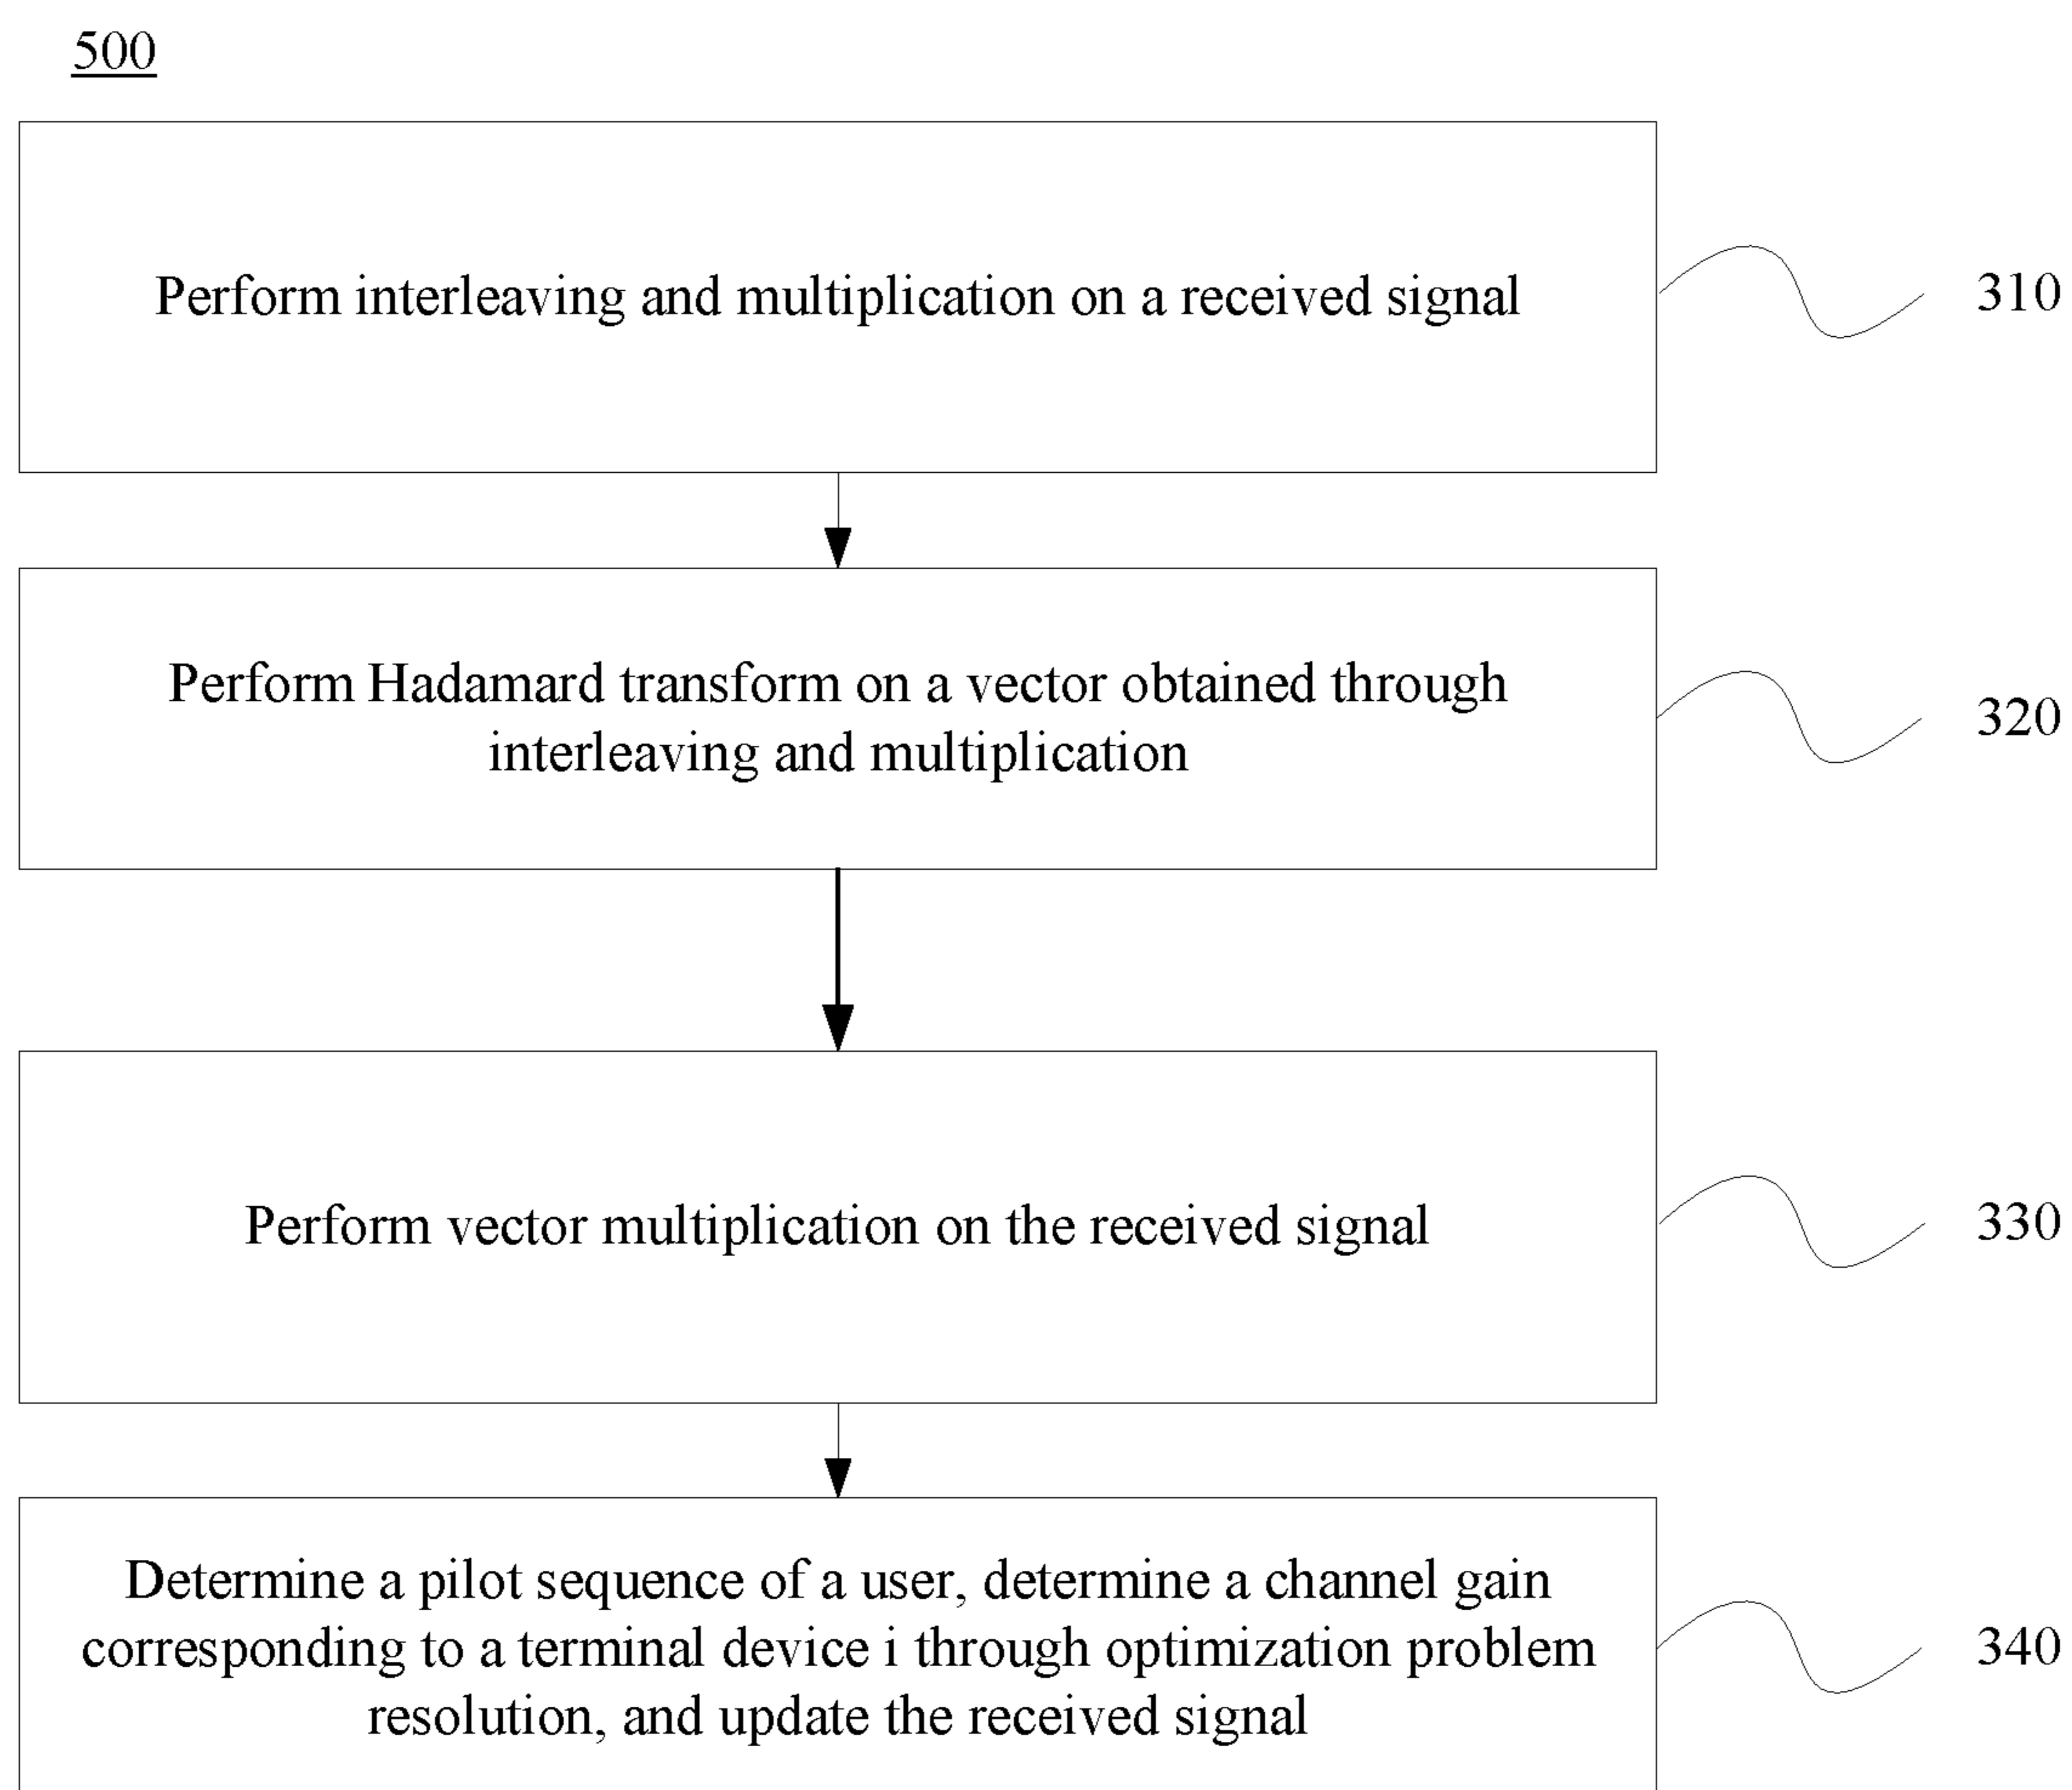 500
Perform interleaving and multiplication on a received signal
310
Perform Hadamard transform on a vector obtained through
interleaving and multiplication
320
Perform vector multiplication on the received signal
330
Determine a pilot sequence of a user, determine a channel gain
corresponding to a terminal device i through optimization problem
resolution, and update the received signal
340